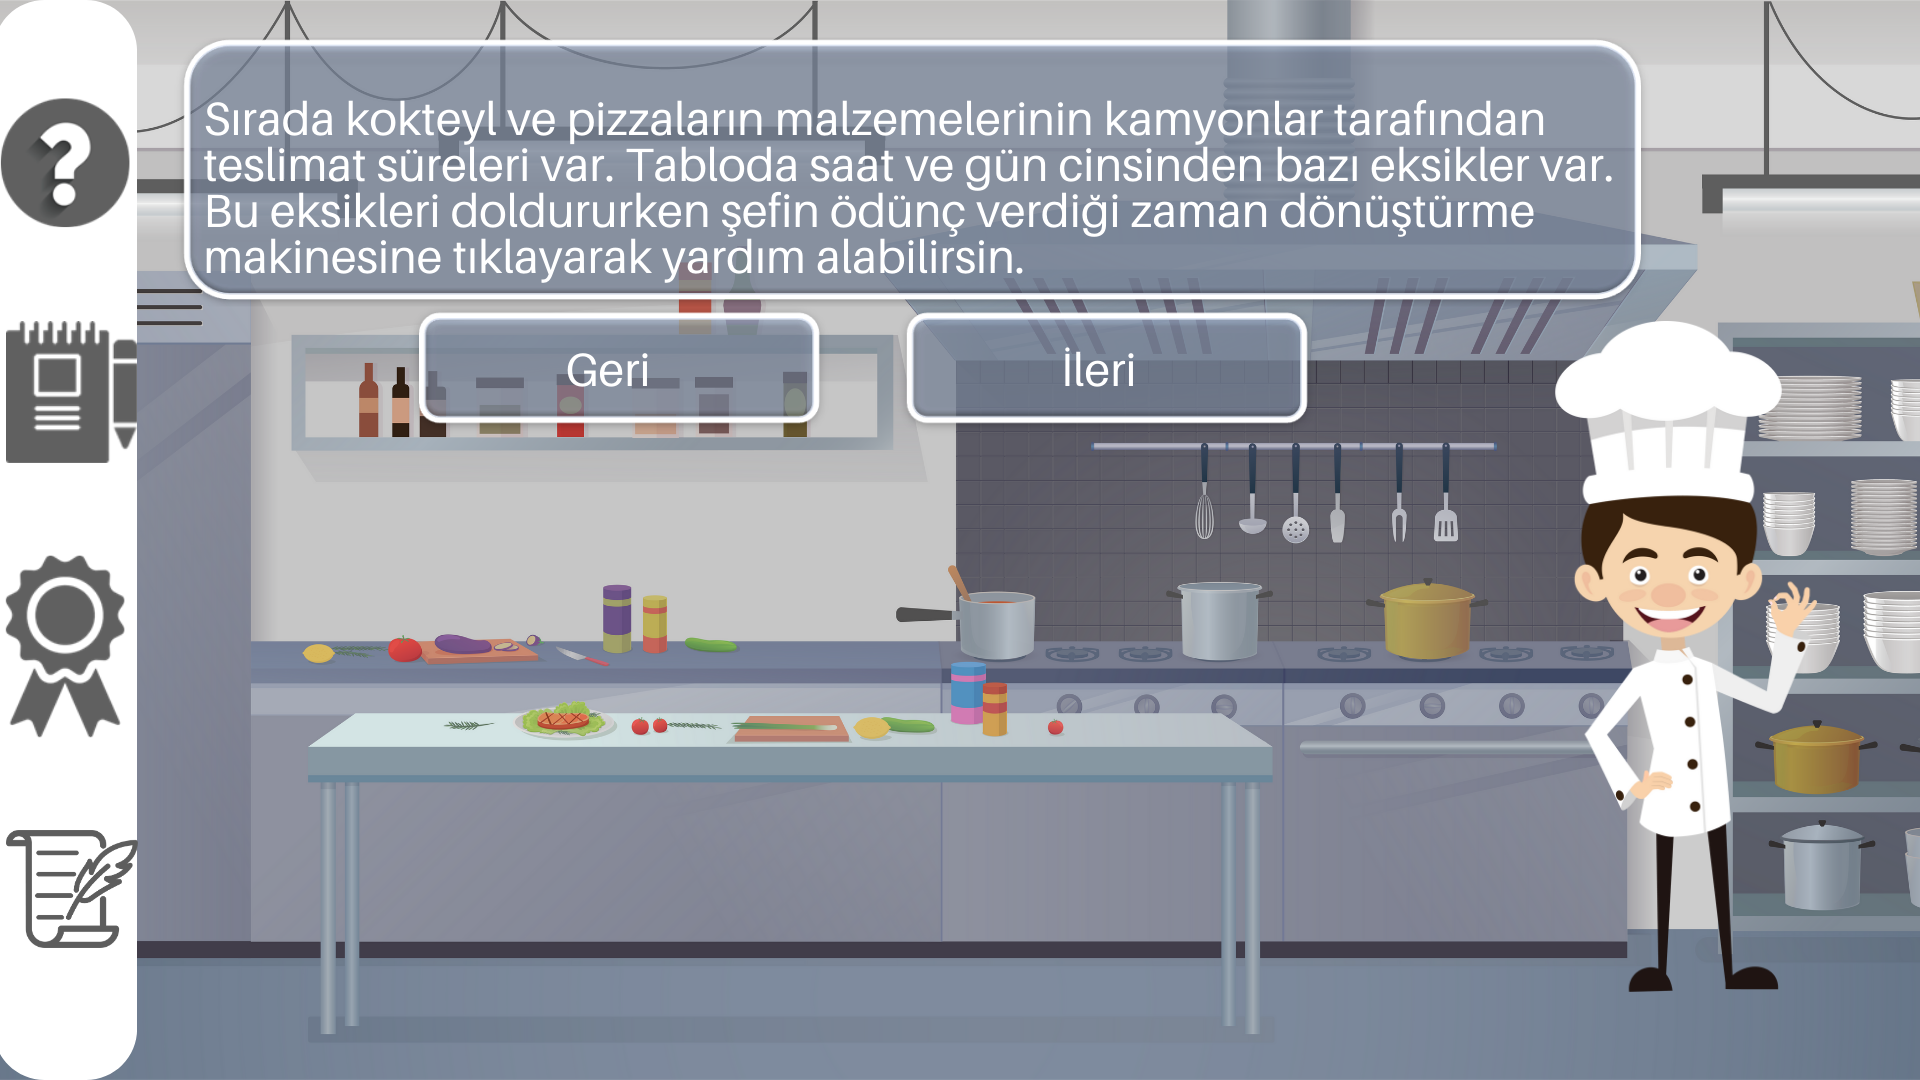 Sırada kokteyl ve pizzaların malzemelerinin kamyonlar tarafından
teslimat süreleri var. Tabloda saat ve gün cinsinden bazı eksikler var.
Bu eksikleri doldururken şefin ödünç verdiği zaman dönüştürme
makinesine tıklayarak yardım alabilirsin.
Geri
İleri